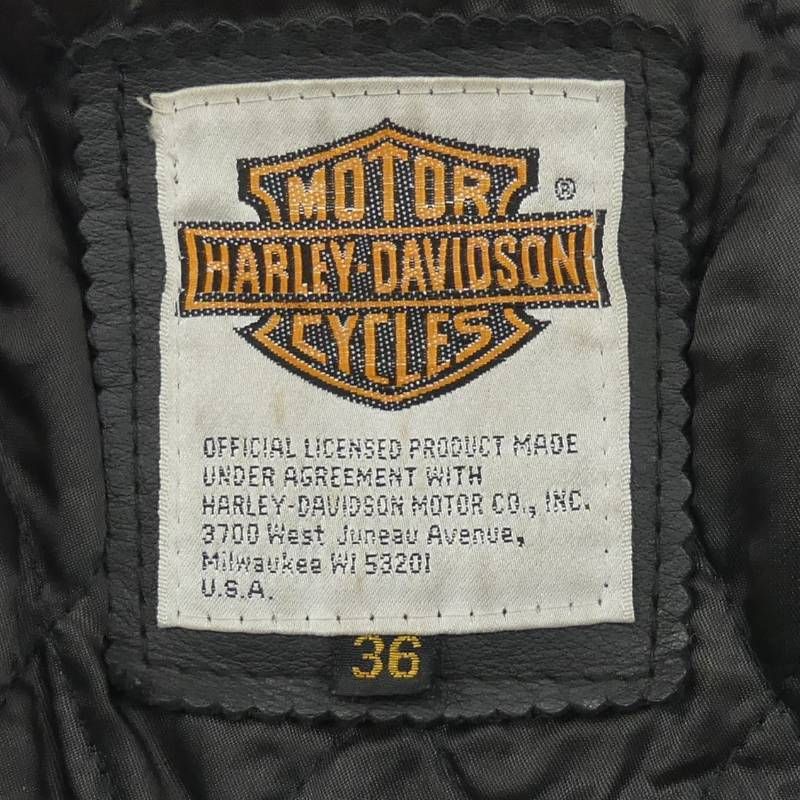 MOTOR
®
HARLEY-DAVIDSON
CYCLES
OFFICIAL LICENSED PRODUCT MADE
UNDER AGREEMENT WITH
HARLEY-DAVIDSON MOTOR CO., INC.
3700 West Juneau Avenue,
Milwaukee WI 53201
U.S.A.
36